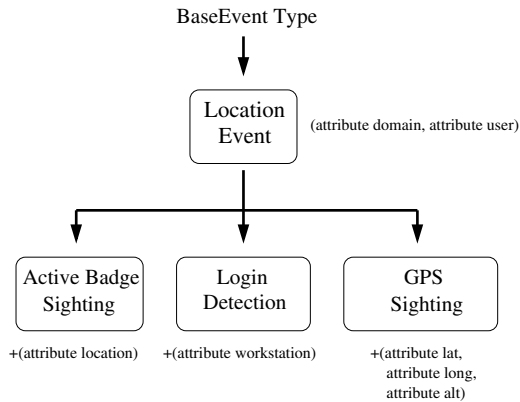 BaseEvent Type
Location
Event
(attribute domain, attribute user)
Active Badge
Sighting
Login
Detection
GPS
Sighting
+(attribute location)
+(attribute workstation)
+(attribute lat,
attribute long,
attribute alt)